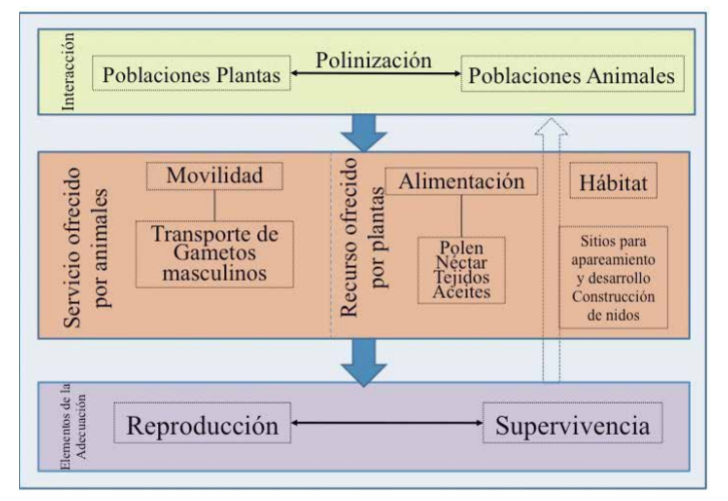 Interacción
Poblaciones Plantas
Polinización
Poblaciones Animales
Servicio ofrecido
por animales
Movilidad
Transporte de
Gametos
masculinos
Recurso ofrecido
por plantas
Alimentación
Polen
Néctar
Tejidos
Aceites
Hábitat
Sitios para
apareamiento
y desarrollo
Construcción
de nidos
Elementos de la
Adecuación
Reproducción
Supervivencia